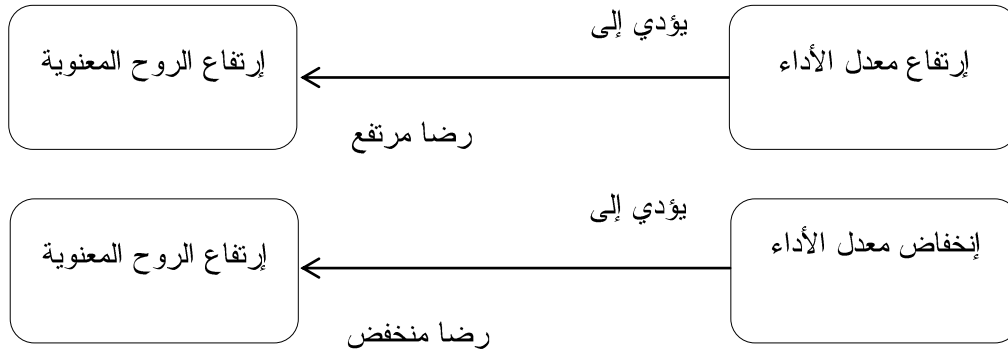 إرتفاع معدل الأداء
يؤدي إلى
رضا مرتفع
إرتفاع الروح المعنوية
إنخفاض معدل الأداء
يؤدي إلى
رضا منخفض
إرتفاع الروح المعنوية